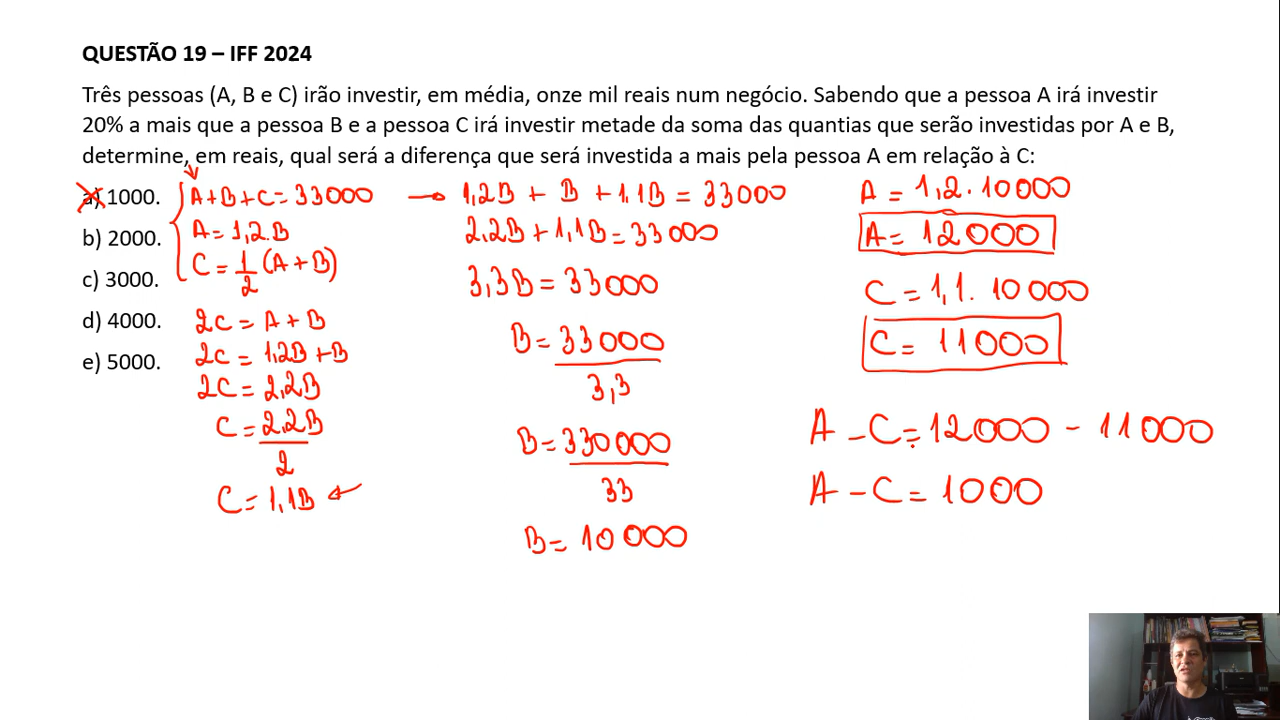 QUESTÃO 19 – IFF 2024
Três pessoas (A, B e C) irão investir, em média, onze mil reais num negócio. Sabendo que a pessoa A irá investir
20% a mais que a pessoa B e a pessoa C irá investir metade da soma das quantias que serão investidas por A e B,
determine, em reais, qual será a diferença que será investida a mais pela pessoa A em relação à C:
a) 1000.
b) 2000.
c) 3000.
d) 4000.
e) 5000.
A+B+C=33000
A=1,2.B
C=1/2(A+B)
2C=A+B
2C=1,2B+B
2C=2,2B
C=2,2B/2
C=1,1B
→ 1,2B + B + 1,1B = 33000
2,2B+1,1B=33000
3,3B=33000
B=33000/3,3
B=330000/33
B=10000
A=1,2.10000
A=12000
C=1,1.10000
C=11000
A-C=12000-11000
A-C=1000